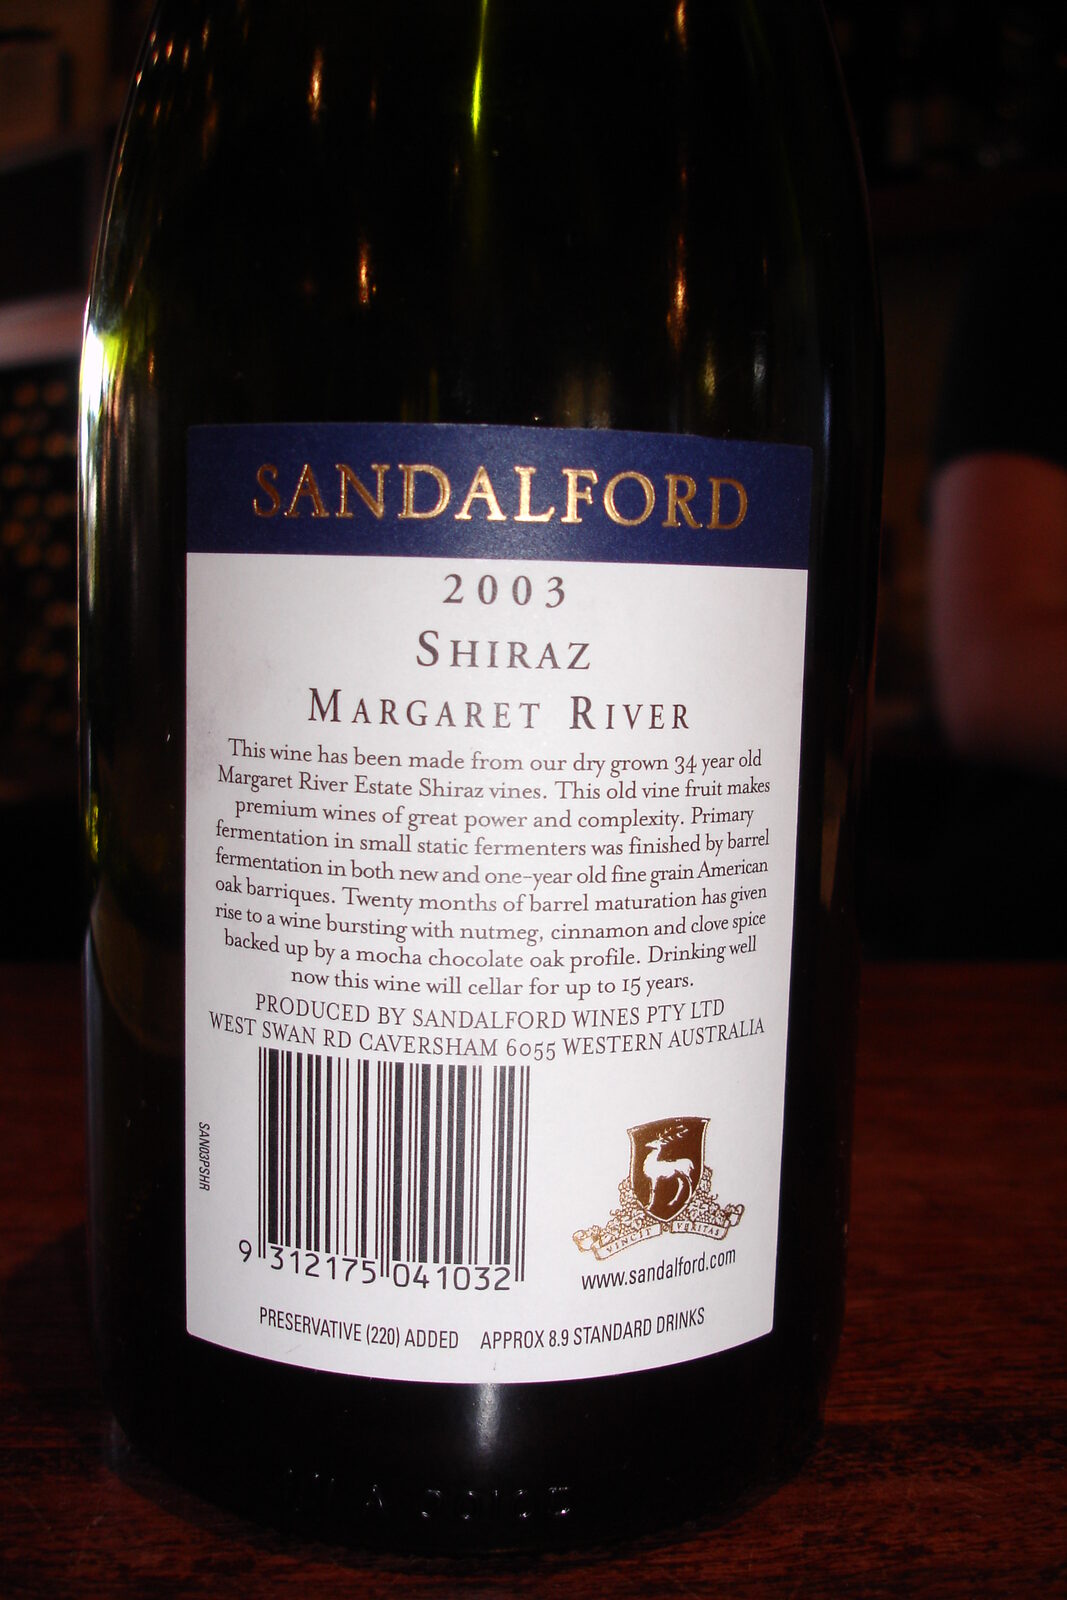 SANDALFORD
2003
SHIRAZ
MARGARET RIVER
This wine has been made from our dry grown 34 year old
Margaret River Estate Shiraz vines. This old vine fruit makes
premium wines of great power and complexity. Primary
fermentation in small static fermenters was finished by barrel
fermentation in both new and one-year old fine grain American
oak barriques. Twenty months of barrel maturation has given
rise to a wine bursting with nutmeg, cinnamon and clove spice
backed up by a mocha chocolate oak profile. Drinking well
now this wine will cellar for up to 15 years.
PRODUCED BY SANDALFORD WINES PTY LTD
WEST SWAN RD CAVERSHAM 6055 WESTERN AUSTRALIA
SAN03PSHR
9 312175 041032
VINCIT VERITAS
www.sandalford.com
PRESERVATIVE (220) ADDED APPROX 8.9 STANDARD DRINKS